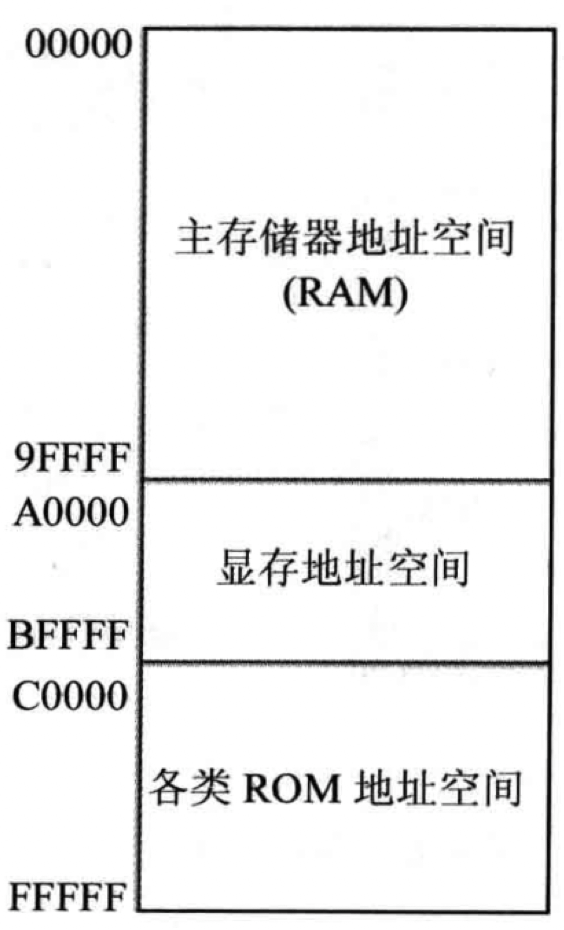 00000
主存储器地址空间
(RAM)
9FFFF
A0000
显存地址空间
BFFFF
C0000
各类 ROM 地址空间
FFFFF